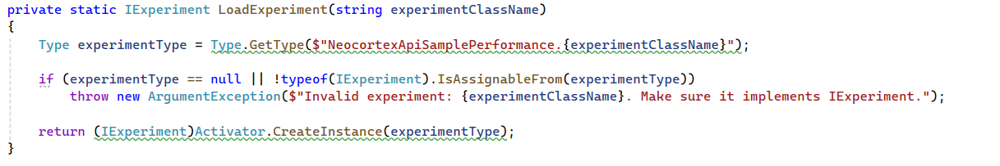 private static IExperiment LoadExperiment(string experimentClassName)
{
    Type experimentType = Type.GetType($"NeocortexApiSamplePerformance.{experimentClassName}");
    if (experimentType == null || !typeof(IExperiment).IsAssignableFrom(experimentType))
        throw new ArgumentException($"Invalid experiment: {experimentClassName}. Make sure it implements IExperiment.");
    return (IExperiment)Activator.CreateInstance(experimentType);
}